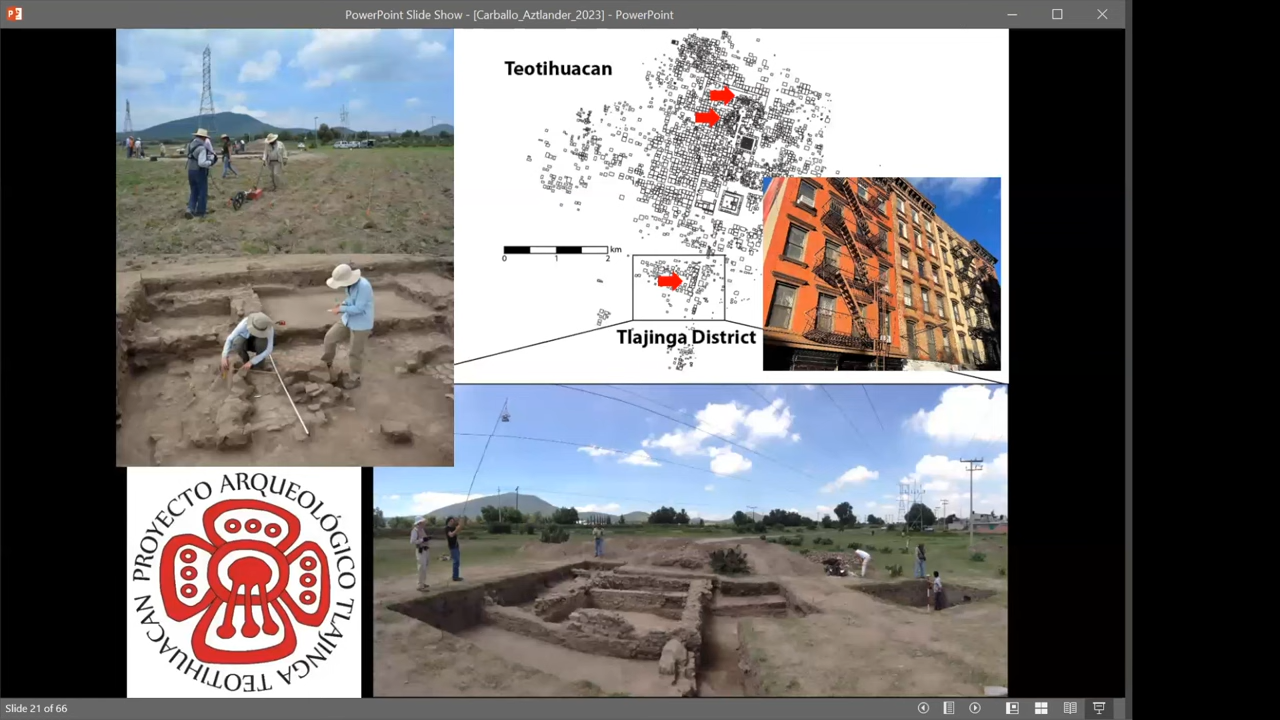 PowerPoint Slide Show - [Carballo_Aztlander_2023] - PowerPoint
Teotihuacan
km
0 1 2
Tlajinga District
PROYECTO ARQUEOLÓGICO TLAJINGA TEOTIHUACAN
Slide 21 of 66